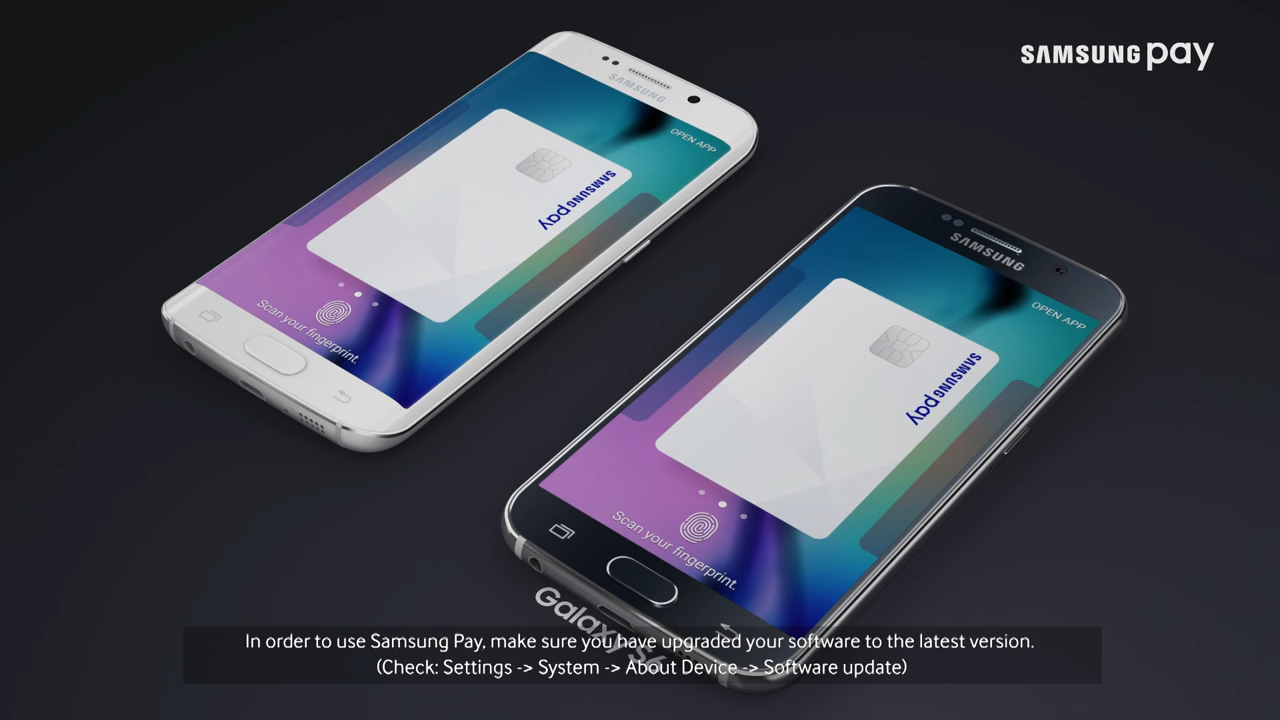 SAMSUNG pay
SAMSUNG
OPEN APP
SAMSUNG pay
Scan your fingerprint.
SAMSUNG
OPEN APP
SAMSUNG pay
Scan your fingerprint.
Galaxy S6
In order to use Samsung Pay, make sure you have upgraded your software to the latest version.
(Check: Settings -> System -> About Device -> Software update)